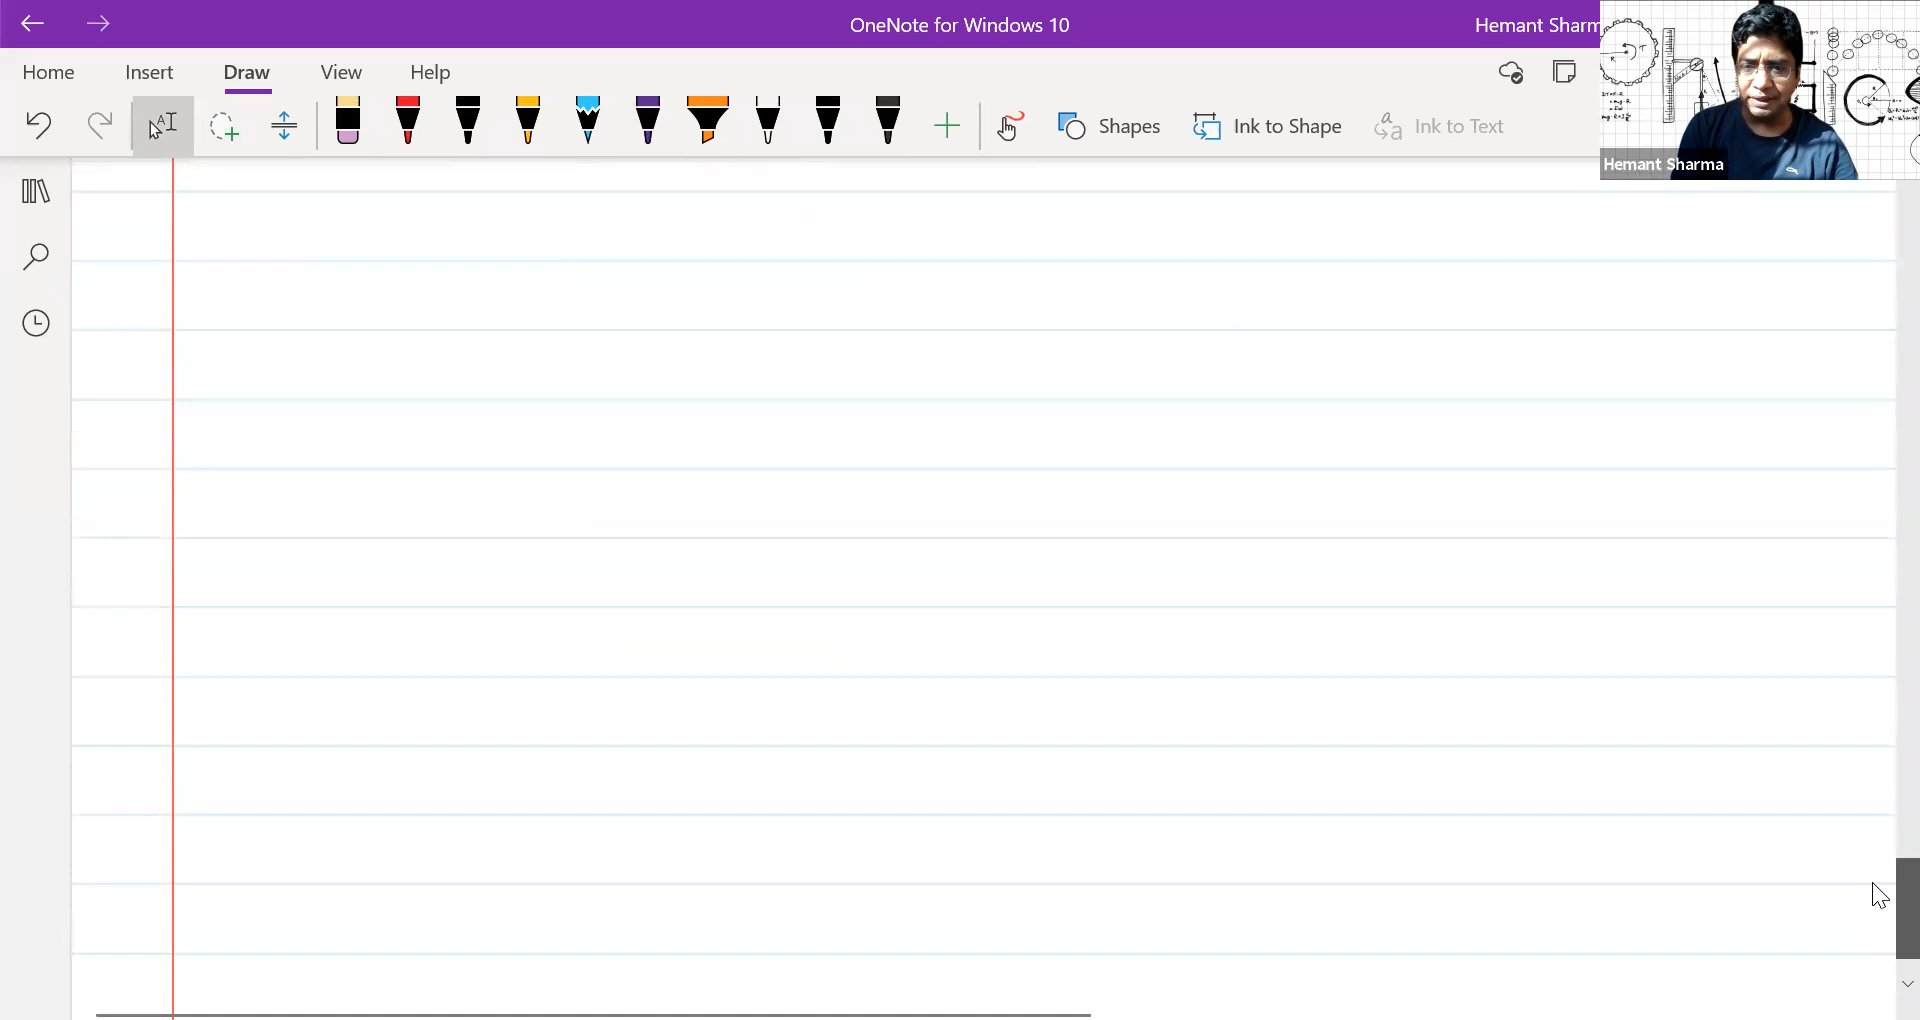 OneNote for Windows 10
Hemant Sharm
Home Insert Draw View Help
Shapes Ink to Shape Ink to Text
Hemant Sharma